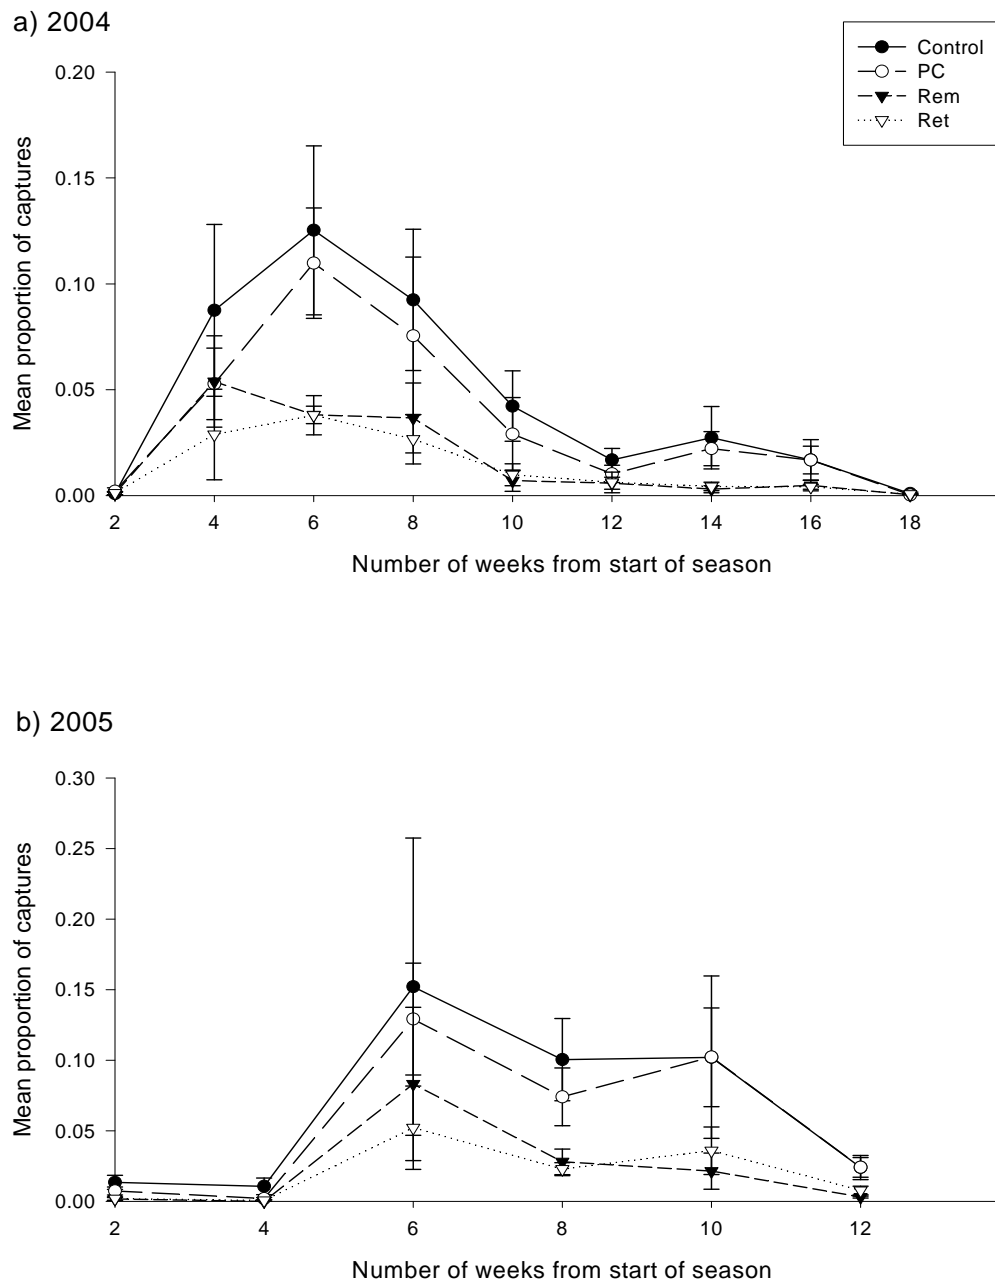 a) 2004
Control
PC
Rem
Ret
0.20
0.15
0.10
0.05
0.00
Mean proportion of captures
2 4 6 8 10 12 14 16 18
Number of weeks from start of season
b) 2005
0.30
0.25
0.20
0.15
0.10
0.05
0.00
Mean proportion of captures
2 4 6 8 10 12
Number of weeks from start of season